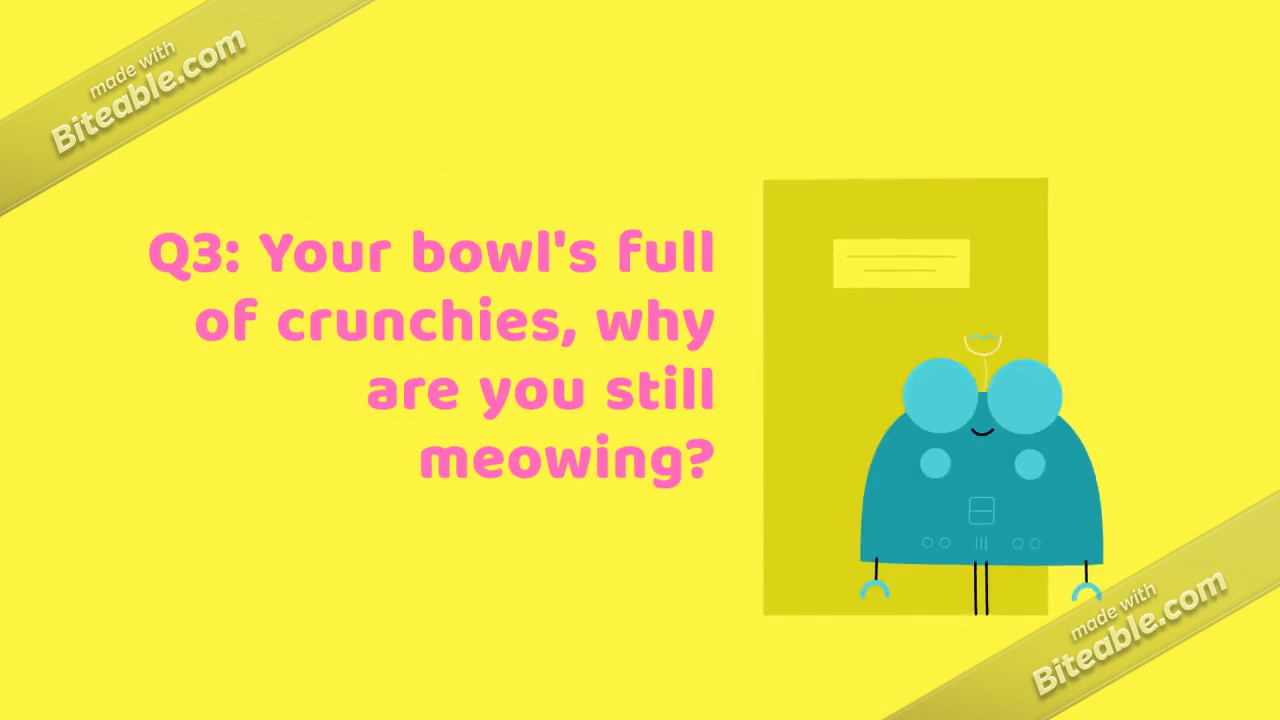 made with
Biteable.com
Q3: Your bowl's full
of crunchies, why
are you still
meowing?
made with
Biteable.com